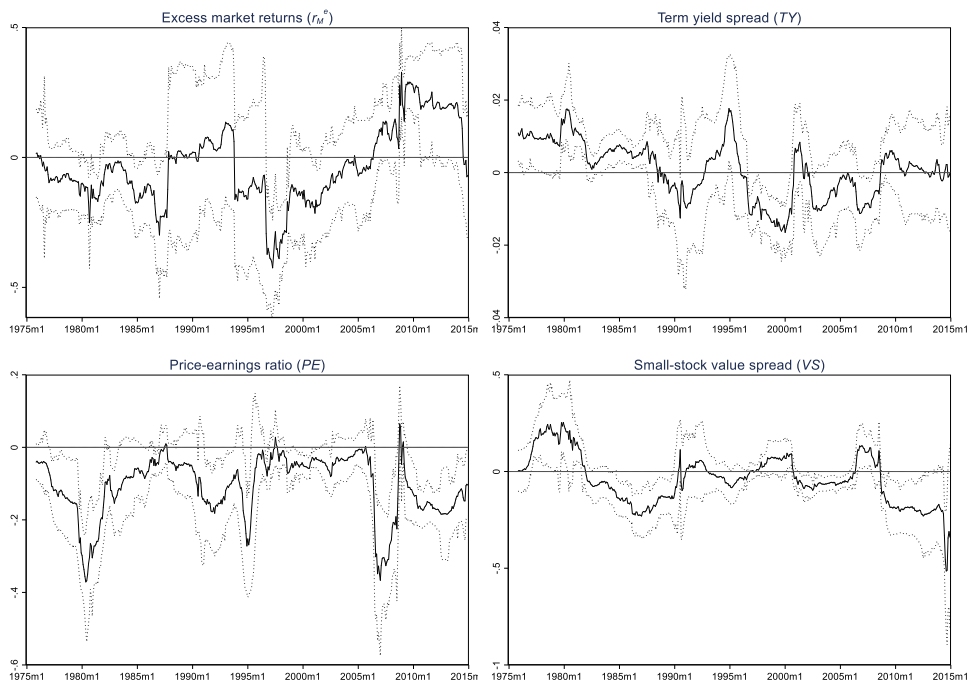 Excess market returns (r_M^e)
.5
0
-.5
1975m1 1980m1 1985m1 1990m1 1995m1 2000m1 2005m1 2010m1 2015m
Term yield spread (TY)
.04
.02
0
-.02
.04
1975m1 1980m1 1985m1 1990m1 1995m1 2000m1 2005m1 2010m1 2015m1
Price-earnings ratio (PE)
.2
0
-.2
-.4
-.6
1975m1 1980m1 1985m1 1990m1 1995m1 2000m1 2005m1 2010m1 2015m
Small-stock value spread (VS)
.5
0
-.5
-1
1975m1 1980m1 1985m1 1990m1 1995m1 2000m1 2005m1 2010m1 2015m1